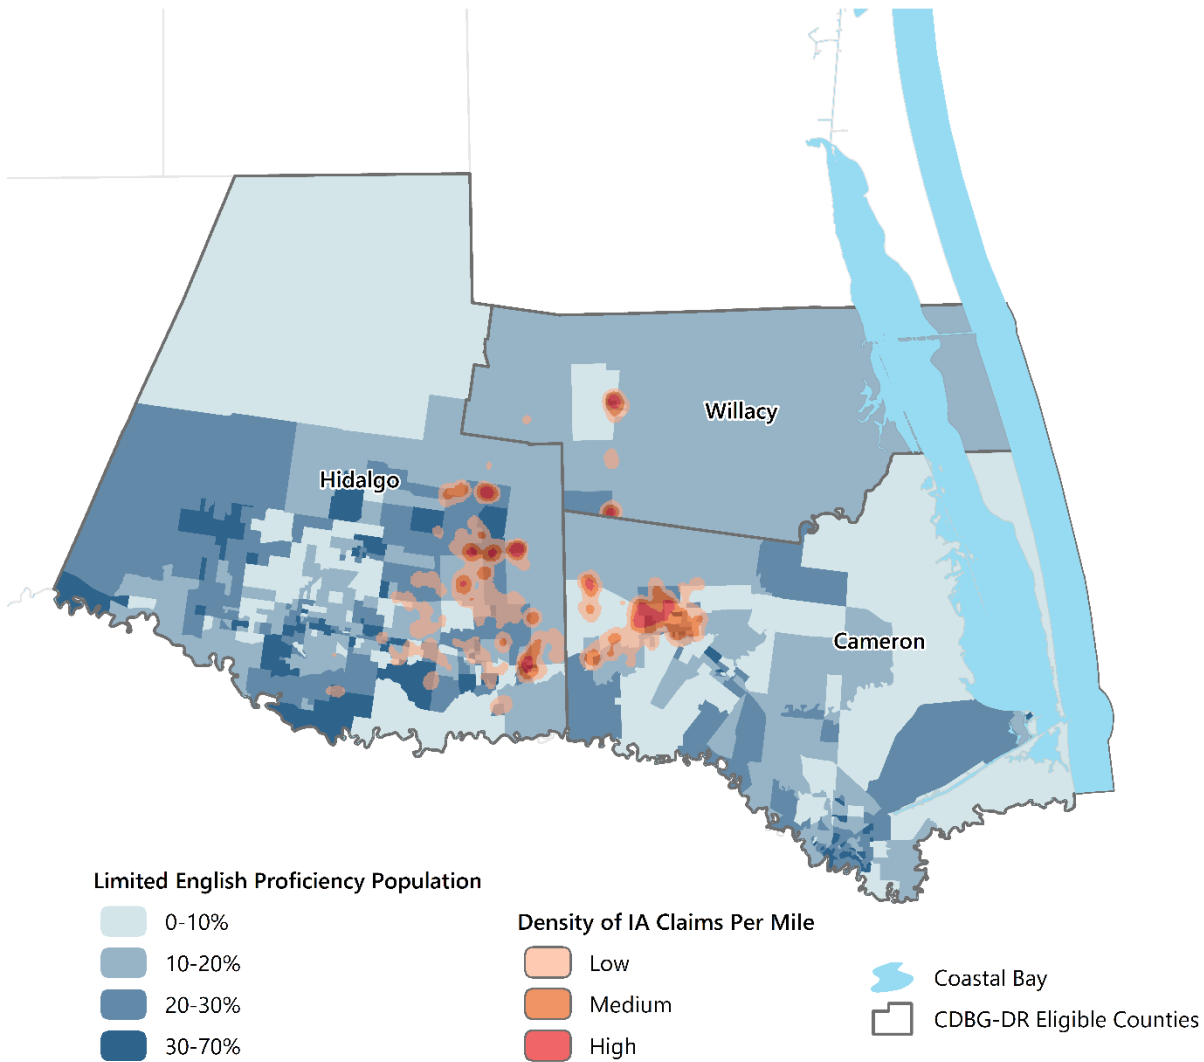 Willacy
Hidalgo
Cameron
Limited English Proficiency Population
0-10%
10-20%
20-30%
30-70%
Density of IA Claims Per Mile
Low
Medium
High
Coastal Bay
CDBG-DR Eligible Counties